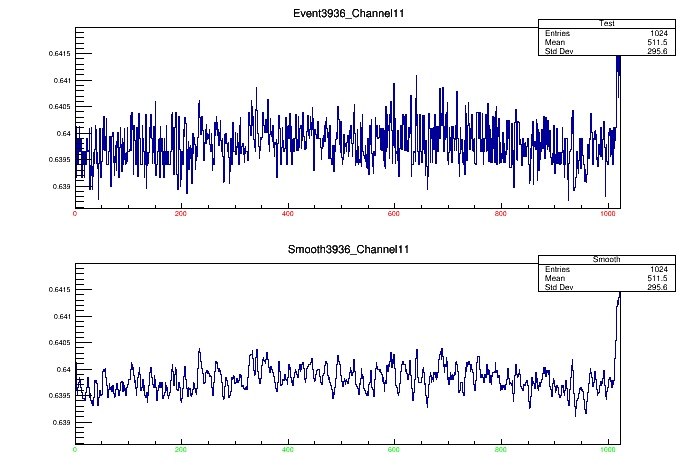 Event3936_Channel11
Test
Entries 1024
Mean 511.5
Std Dev 295.6
0.6415
0.641
0.6405
0.64
0.6395
0.639
0 200 400 600 800 1000
Smooth3936_Channel11
Smooth
Entries 1024
Mean 511.5
Std Dev 295.6
0.6415
0.641
0.6405
0.64
0.6395
0.639
0 200 400 600 800 1000